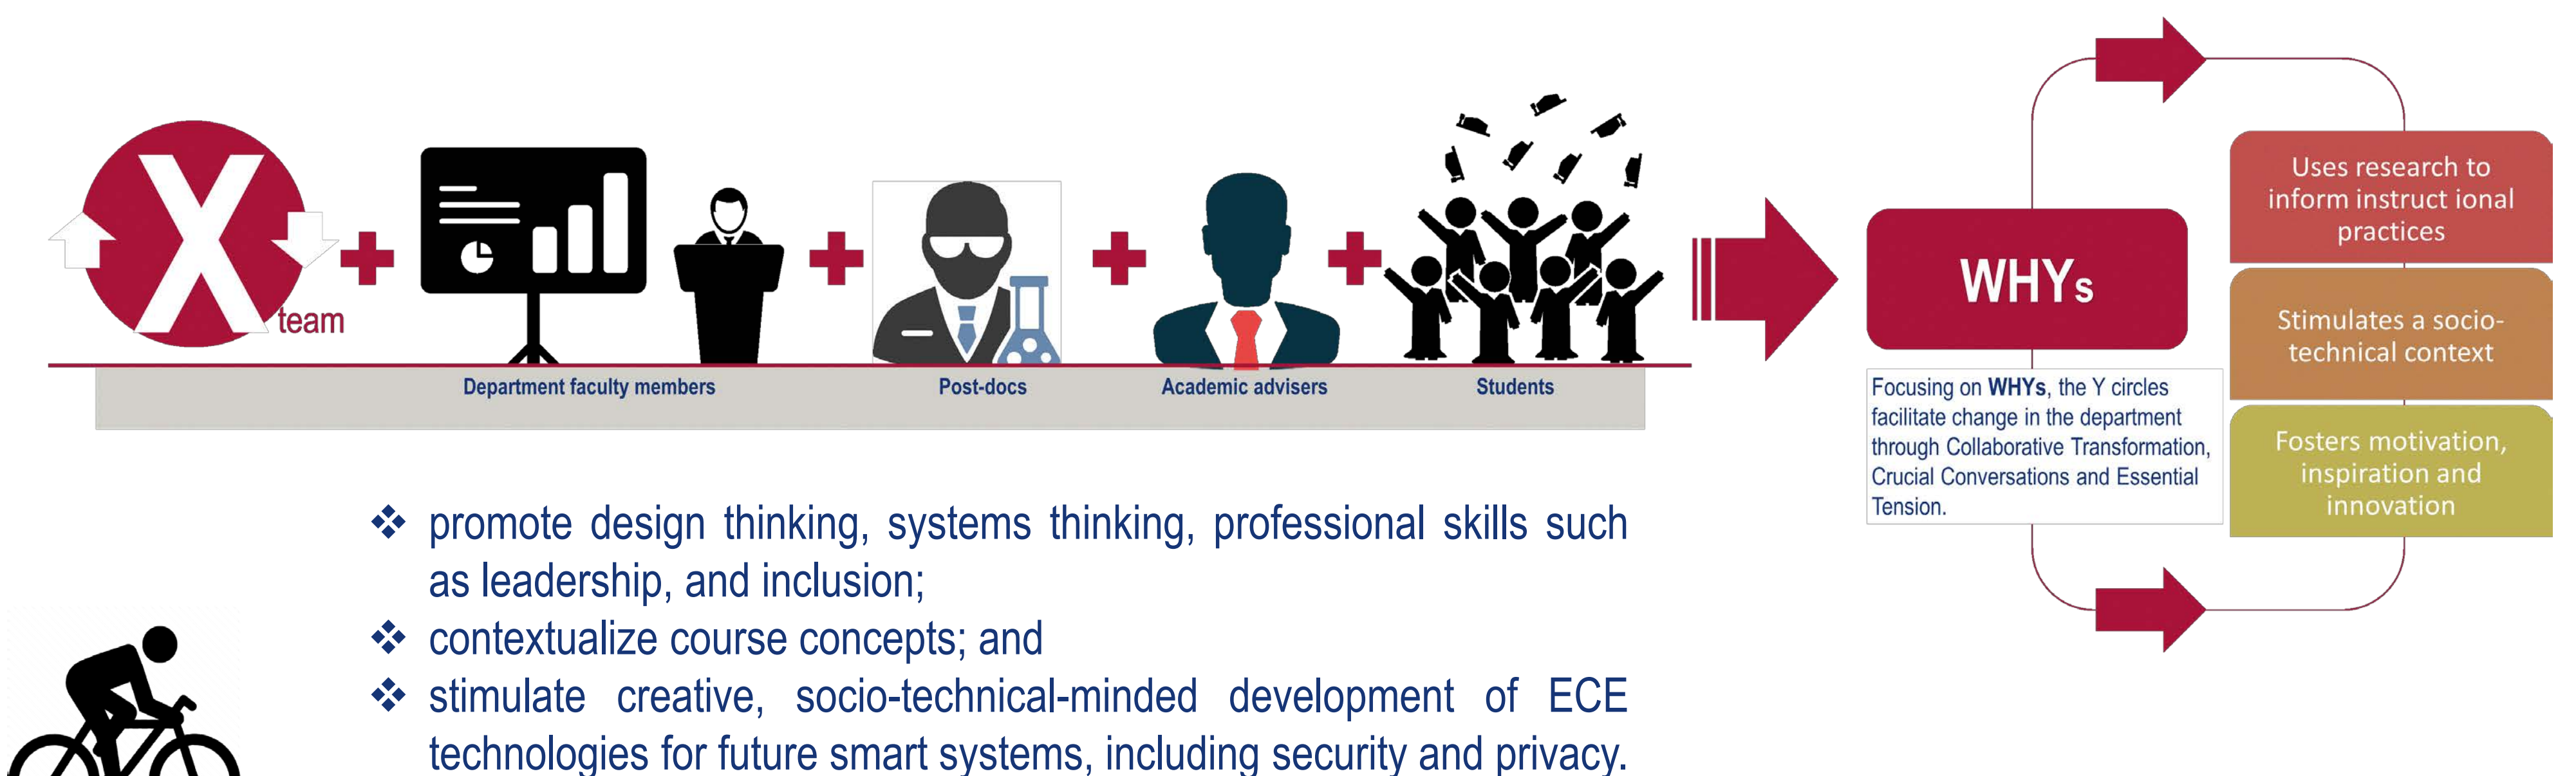 X
team
Department faculty members
Post-docs
Academic advisers
Students
WHYs
Focusing on WHYs, the Y circles
facilitate change in the department
through Collaborative Transformation,
Crucial Conversations and Essential
Tension.
Uses research to
inform instruct ional
practices
Stimulates a socio-
technical context
Fosters motivation,
inspiration and
innovation
❖ promote design thinking, systems thinking, professional skills such
as leadership, and inclusion;
❖ contextualize course concepts; and
❖ stimulate creative, socio-technical-minded development of ECE
technologies for future smart systems, including security and privacy.